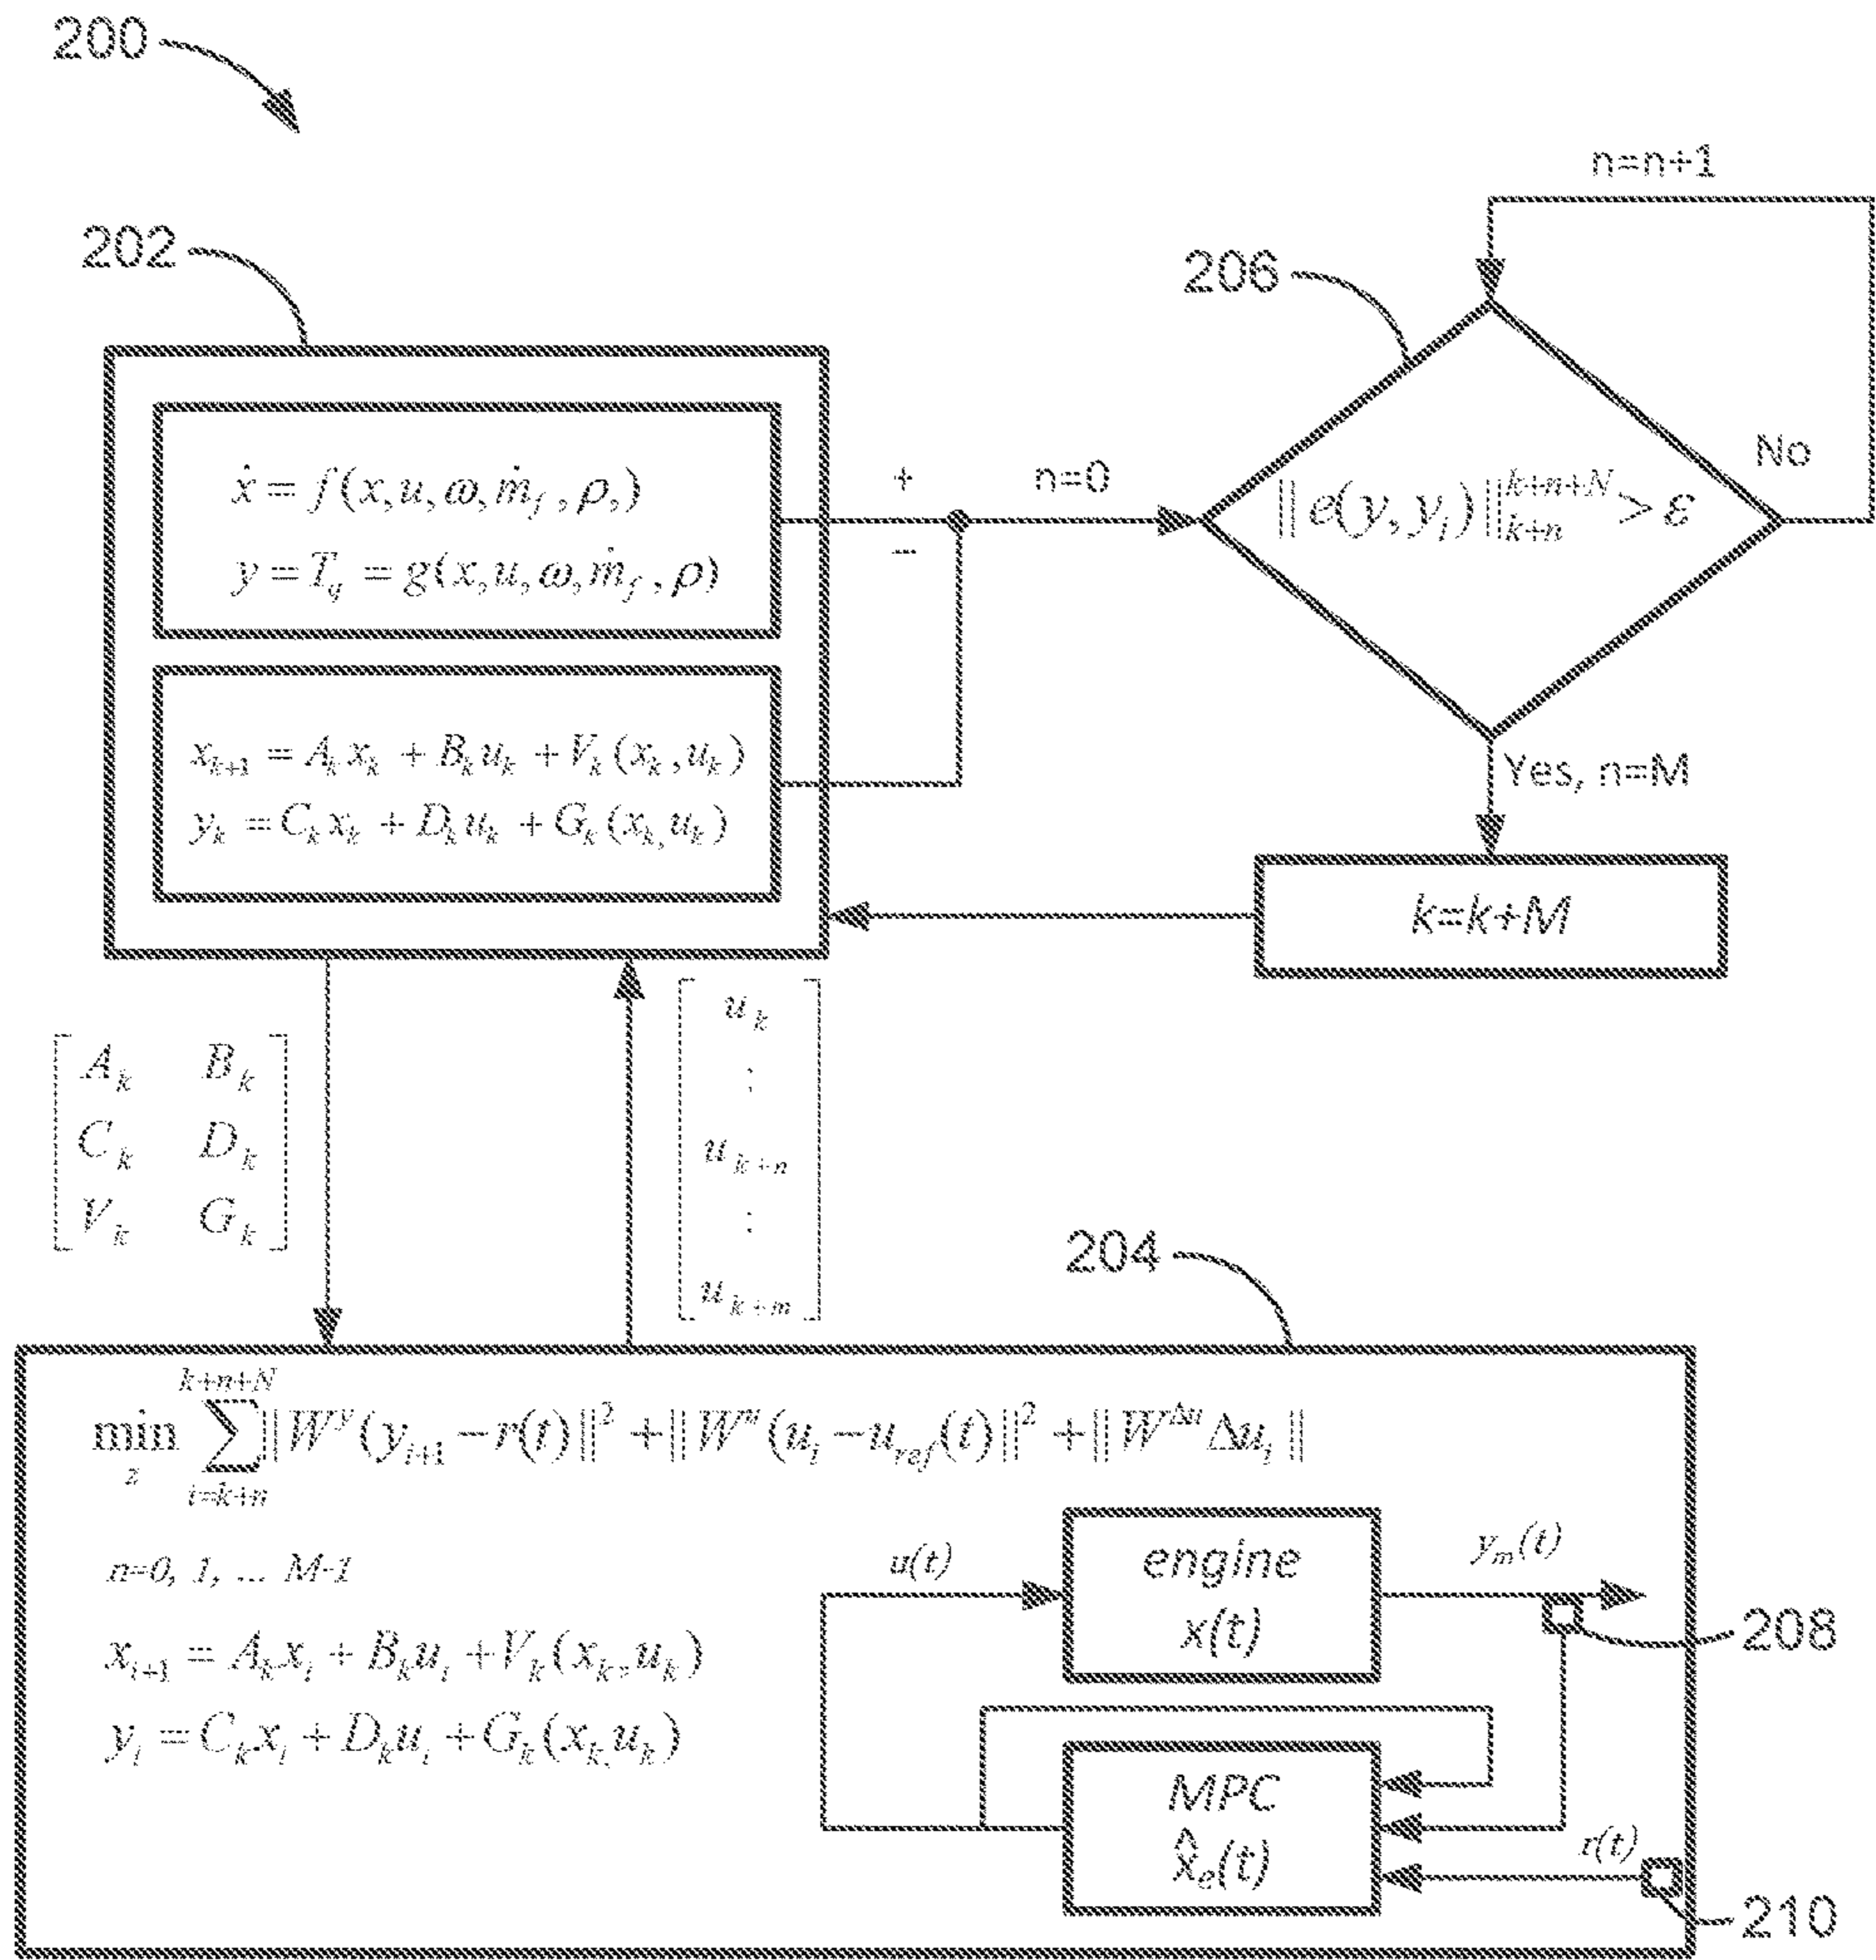 200
n=n+1
202
206
ẋ = f(x,u,ω,ṁ_f,ρ,)
y = T_q = g(x,u,ω,ṁ_f,ρ)
+
−
n=0
|| e(y, y_i) ||_{k+n}^{k+n+N} > ε
No
x_{k+1} = A_k x_k + B_k u_k + V_k (x_k, u_k)
y_k = C_k x_k + D_k u_k + G_k (x_k, u_k)
Yes, n=M
k=k+M
A_k B_k
C_k D_k
V_k G_k
u_k
:
u_{k+n}
:
u_{k+m}
204
min_z ∑_{i=k+n}^{k+n+N} ||W^y (y_{i+1} − r(t)||² + ||W^u (u_i − u_{ref}(t)||² + ||W^{Δu} Δu_i ||
n=0, 1, ... M-1
x_{i+1} = A_k x_i + B_k u_i + V_k (x_k, u_k)
y_i = C_k x_i + D_k u_i + G_k (x_k, u_k)
u(t)
engine
x(t)
y_m(t)
208
MPC
x̂_e(t)
r(t)
210